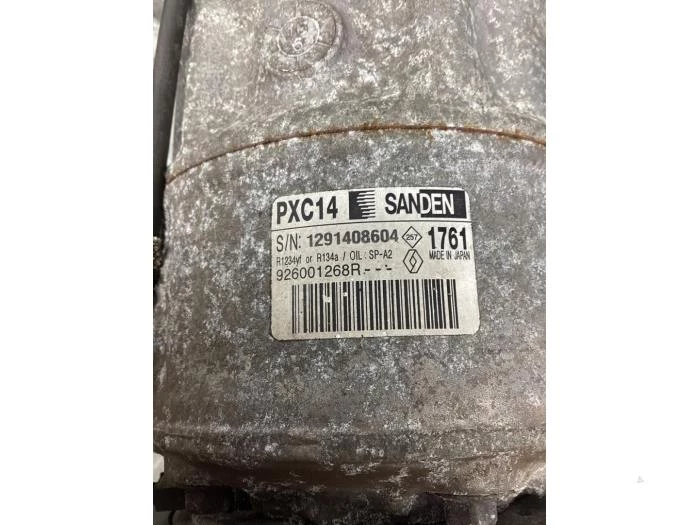 PXC14 SANDEN
S/N: 1291408604 257 1761
R1234yf or R134a / OIL : SP-A2 MADE IN JAPAN
926001268R- - -